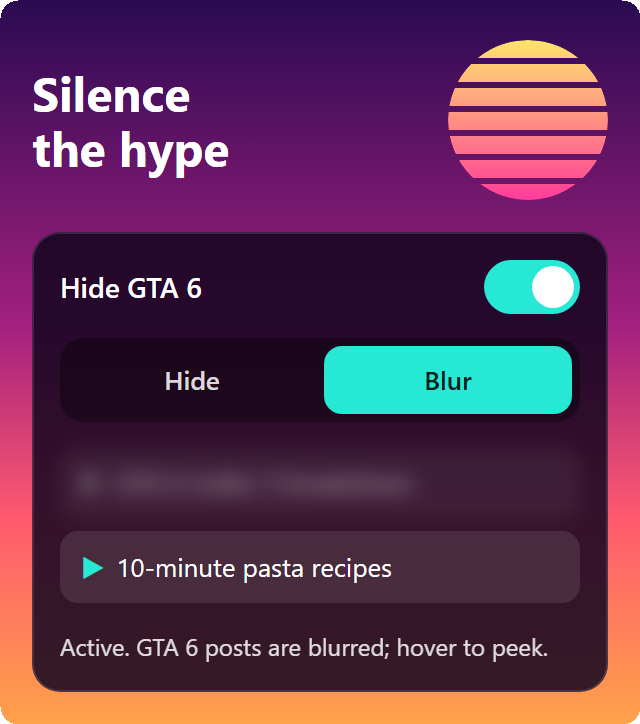 Silence
the hype
Hide GTA 6
Hide
Blur
10-minute pasta recipes
Active. GTA 6 posts are blurred; hover to peek.